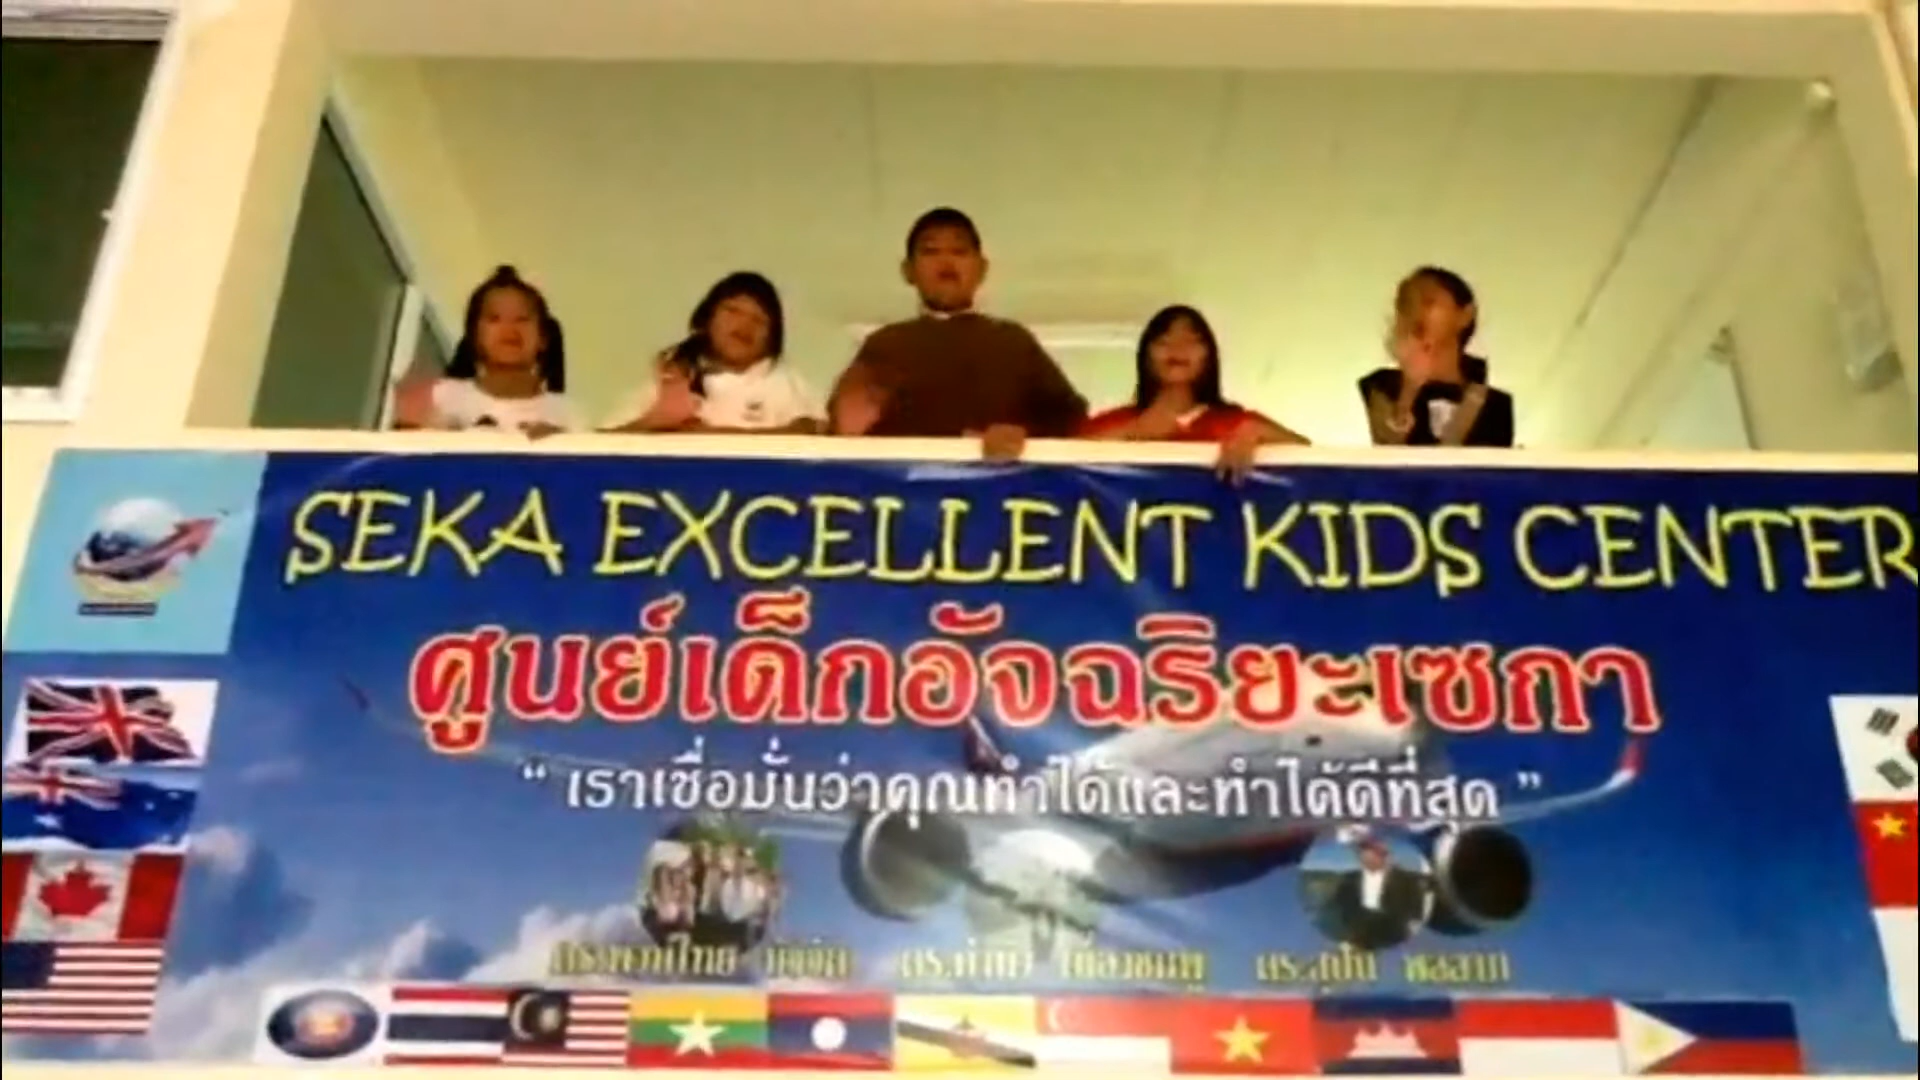 SEKA EXCELLENT KIDS CENTER
ศูนย์เด็กอัจฉริยะเซกา
“ เราเชื่อมั่นว่าคุณทำได้และทำได้ดีที่สุด ”